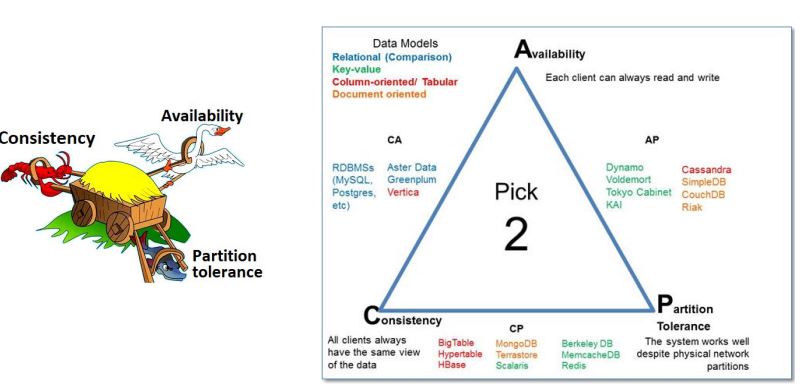 Consistency
Availability
Partition
tolerance
Data Models
Relational (Comparison)
Key-value
Column-oriented/ Tabular
Document oriented
Availability
Each client can always read and write
CA
RDBMSs
(MySQL,
Postgres,
etc)
Aster Data
Greenplum
Vertica
Pick
2
AP
Dynamo
Voldemort
Tokyo Cabinet
KAI
Cassandra
SimpleDB
CouchDB
Riak
Consistency
All clients always
have the same view
of the data
CP
BigTable
Hypertable
HBase
MongoDB
Terrastore
Scalaris
Berkeley DB
MemcacheDB
Redis
Partition
Tolerance
The system works well
despite physical network
partitions